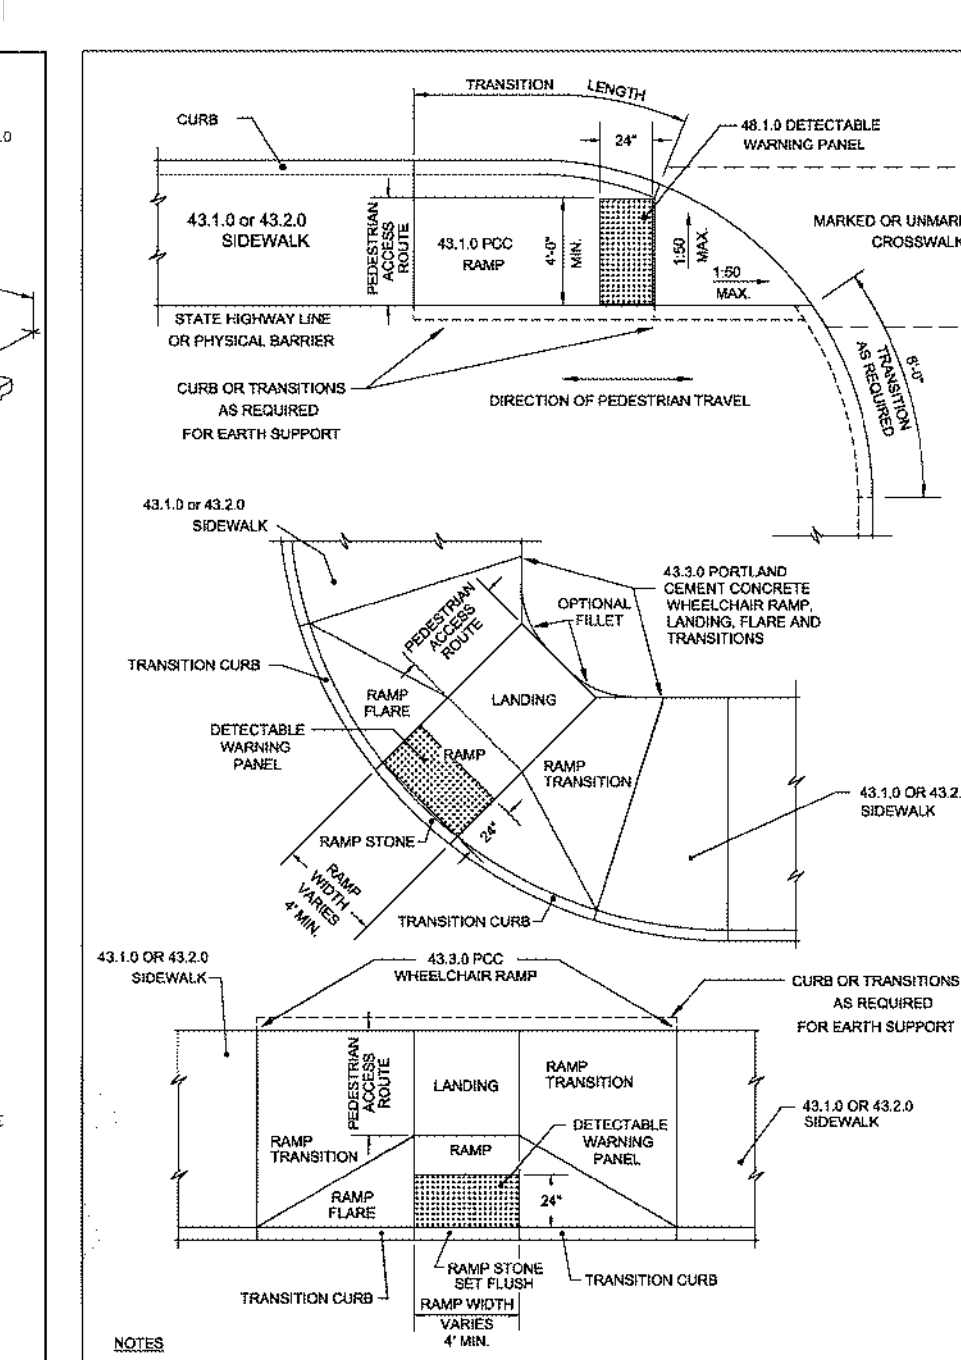 TRANSITION LENGTH
CURB
24"
48.1.0 DETECTABLE
WARNING PANEL
43.1.0 or 43.2.0
SIDEWALK
PEDESTRIAN
ACCESS
ROUTE
43.1.0 PCC
RAMP
4'-0"
MIN.
1:50
MAX.
1:50
MAX.
MARKED OR UNMAR
CROSSWALK
STATE HIGHWAY LINE
OR PHYSICAL BARRIER
CURB OR TRANSITIONS
AS REQUIRED
FOR EARTH SUPPORT
DIRECTION OF PEDESTRIAN TRAVEL
6'-0"
TRANSITION
AS REQUIRED
43.1.0 or 43.2.0
SIDEWALK
PEDESTRIAN
ACCESS
ROUTE
OPTIONAL
FILLET
43.3.0 PORTLAND
CEMENT CONCRETE
WHEELCHAIR RAMP,
LANDING, FLARE AND
TRANSITIONS
TRANSITION CURB
RAMP
FLARE
LANDING
DETECTABLE
WARNING
PANEL
RAMP
RAMP
TRANSITION
43.1.0 OR 43.2.
SIDEWALK
RAMP STONE
24"
RAMP
WIDTH
VARIES
4' MIN.
TRANSITION CURB
43.1.0 OR 43.2.0
SIDEWALK
43.3.0 PCC
WHEELCHAIR RAMP
CURB OR TRANSITIONS
AS REQUIRED
FOR EARTH SUPPORT
PEDESTRIAN
ACCESS
ROUTE
LANDING
RAMP
TRANSITION
RAMP
TRANSITION
RAMP
DETECTABLE
WARNING
PANEL
43.1.0 OR 43.2.0
SIDEWALK
RAMP
FLARE
24"
RAMP STONE
SET FLUSH
TRANSITION CURB
TRANSITION CURB
RAMP WIDTH
VARIES
4' MIN.
NOTES